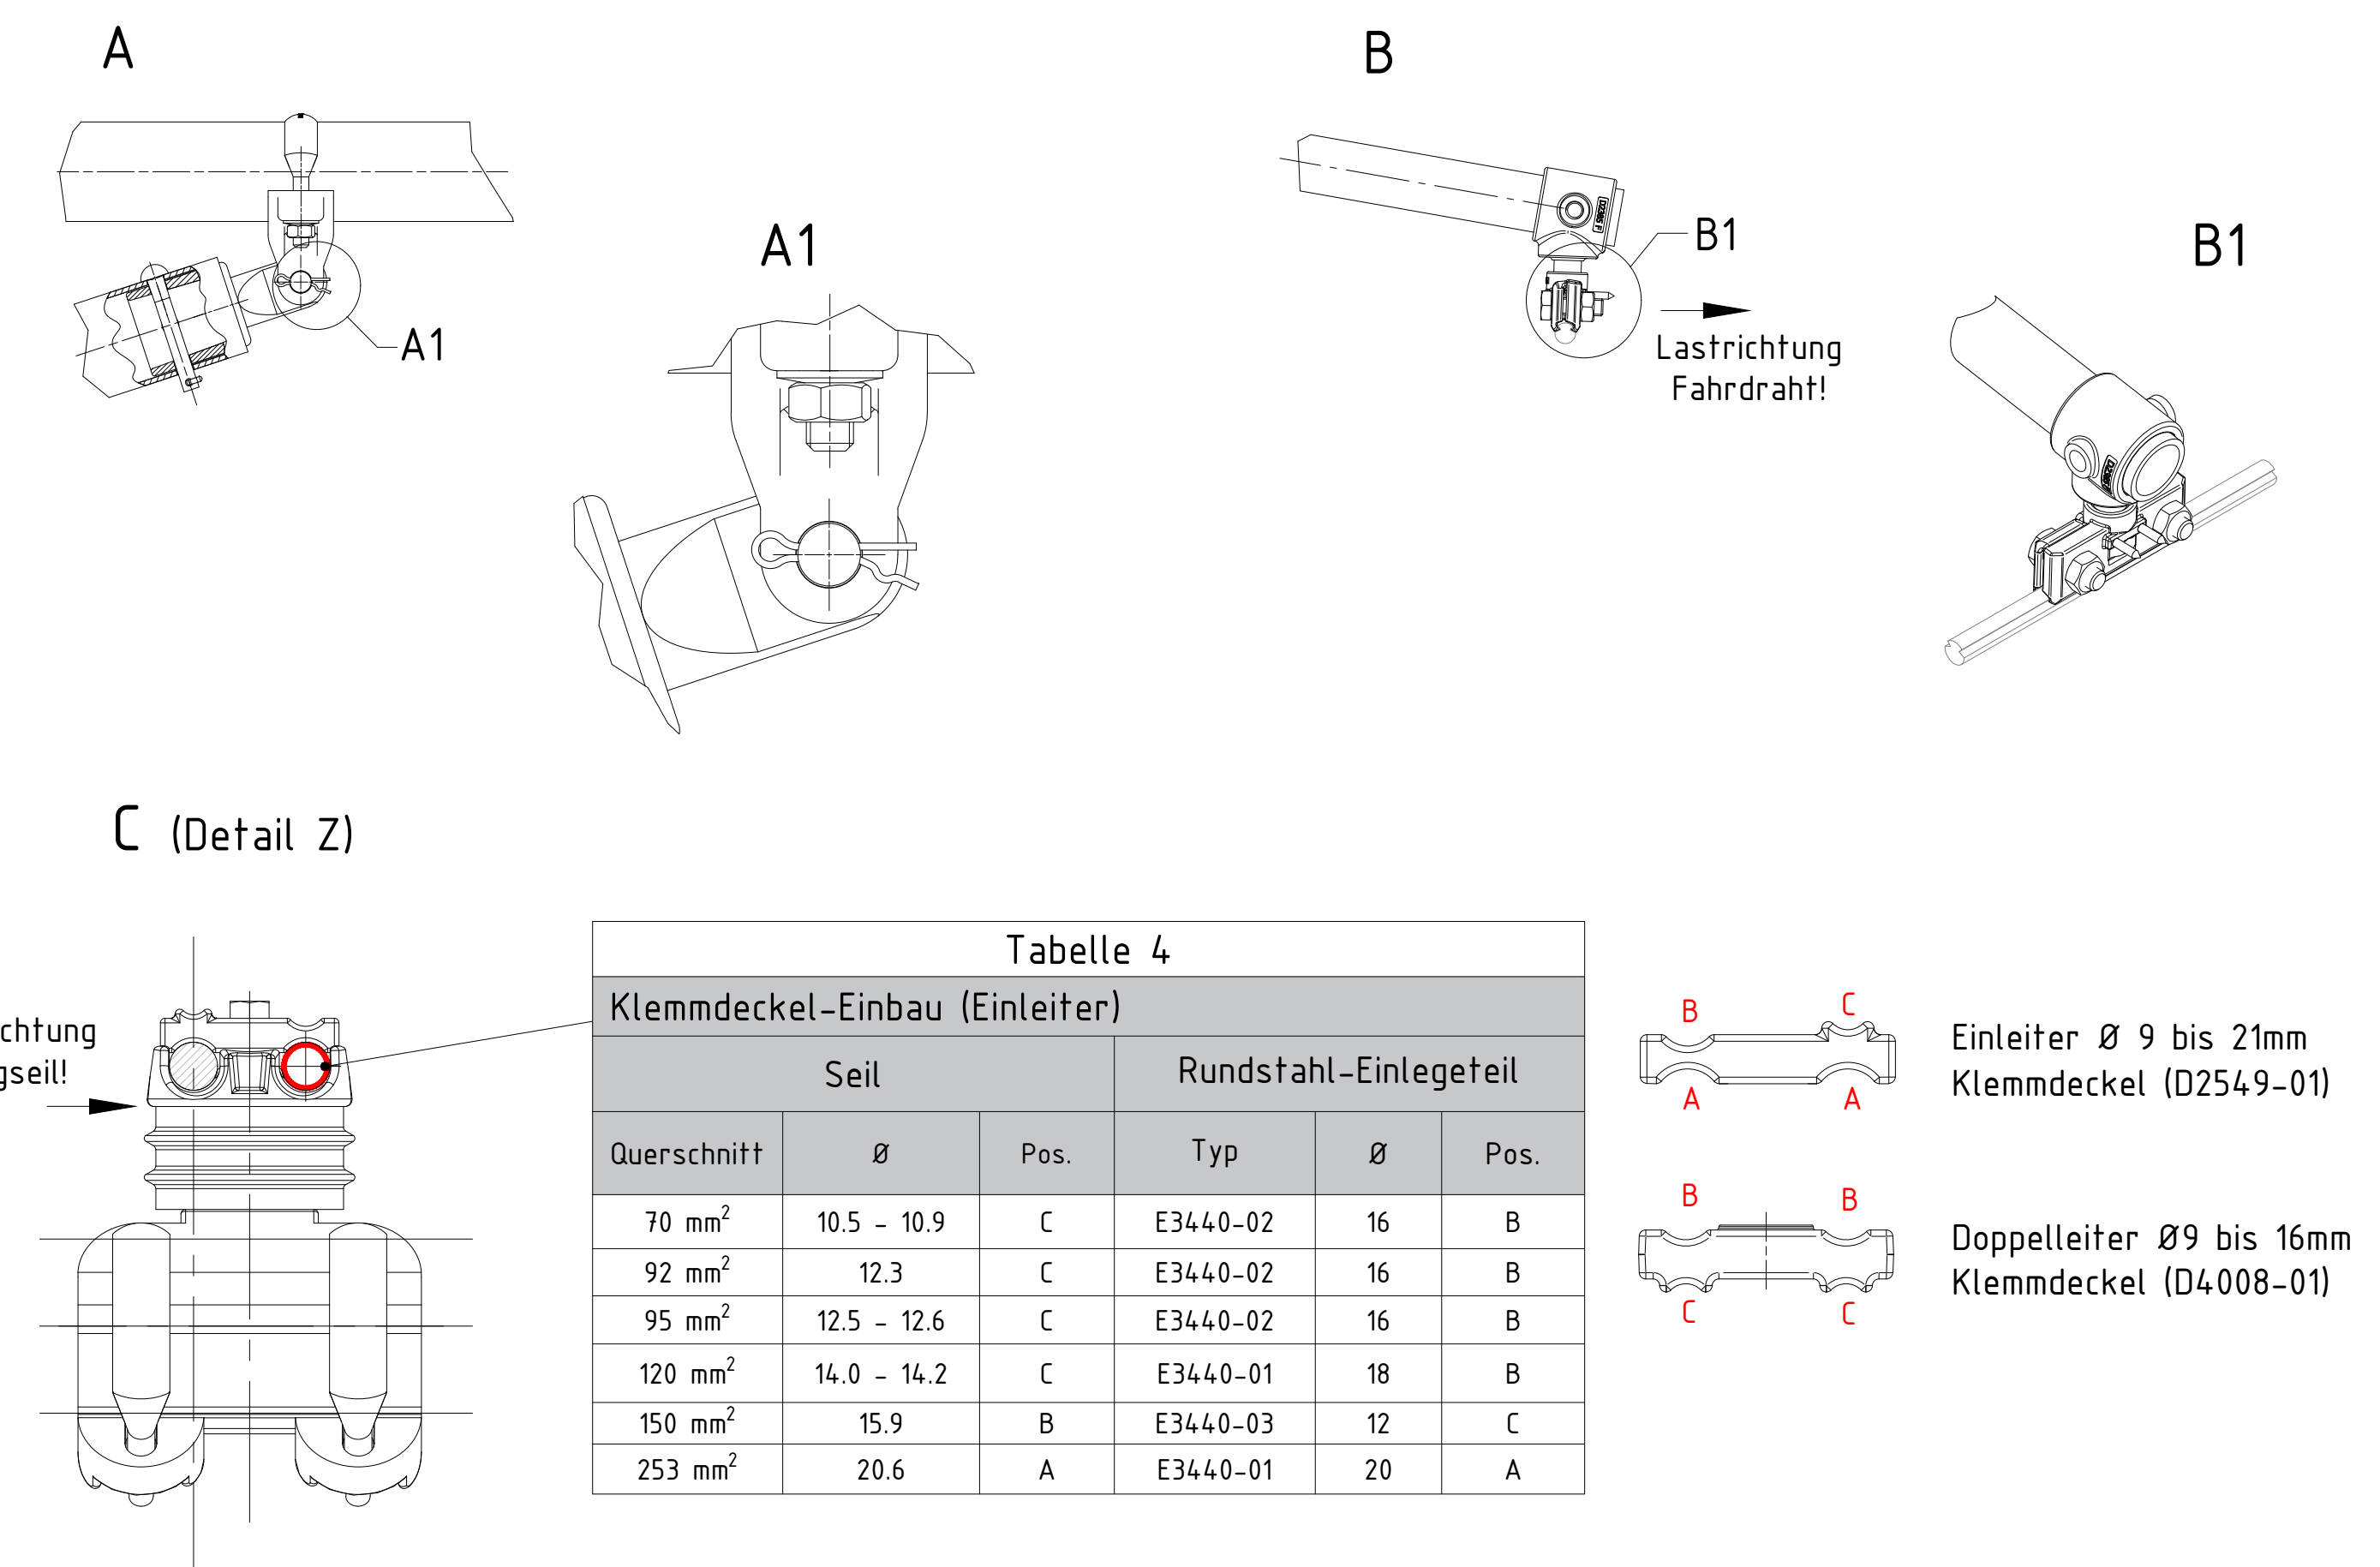 A
B
A1
A1
B1
B1
Lastrichtung
Fahrdraht!
C (Detail Z)
chtung
gseil!
Tabelle 4
Klemmdeckel-Einbau (Einleiter)
Seil Rundstahl-Einlegeteil
Querschnitt Ø Pos. Typ Ø Pos.
70 mm² 10.5 - 10.9 C E3440-02 16 B
92 mm² 12.3 C E3440-02 16 B
95 mm² 12.5 - 12.6 C E3440-02 16 B
120 mm² 14.0 - 14.2 C E3440-01 18 B
150 mm² 15.9 B E3440-03 12 C
253 mm² 20.6 A E3440-01 20 A
B C
A A
Einleiter Ø 9 bis 21mm
Klemmdeckel (D2549-01)
B B
C C
Doppelleiter Ø9 bis 16mm
Klemmdeckel (D4008-01)